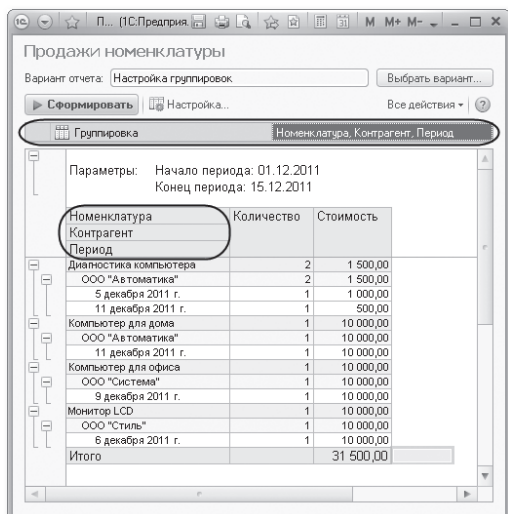 1С П... (1С:Предприя. 31 M M+ M-
Продажи номенклатуры
Вариант отчета: Настройка группировок Выбрать вариант...
Сформировать Настройка... Все действия ?
Группировка Номенклатура, Контрагент, Период
Параметры: Начало периода: 01.12.2011
Конец периода: 15.12.2011
Номенклатура Количество Стоимость
Контрагент
Период
Диагностика компьютера 2 1 500,00
ООО "Автоматика" 2 1 500,00
5 декабря 2011 г. 1 1 000,00
11 декабря 2011 г. 1 500,00
Компьютер для дома 1 10 000,00
ООО "Автоматика" 1 10 000,00
11 декабря 2011 г. 1 10 000,00
Компьютер для офиса 1 10 000,00
ООО "Система" 1 10 000,00
9 декабря 2011 г. 1 10 000,00
Монитор LCD 1 10 000,00
ООО "Стиль" 1 10 000,00
6 декабря 2011 г. 1 10 000,00
Итого 31 500,00